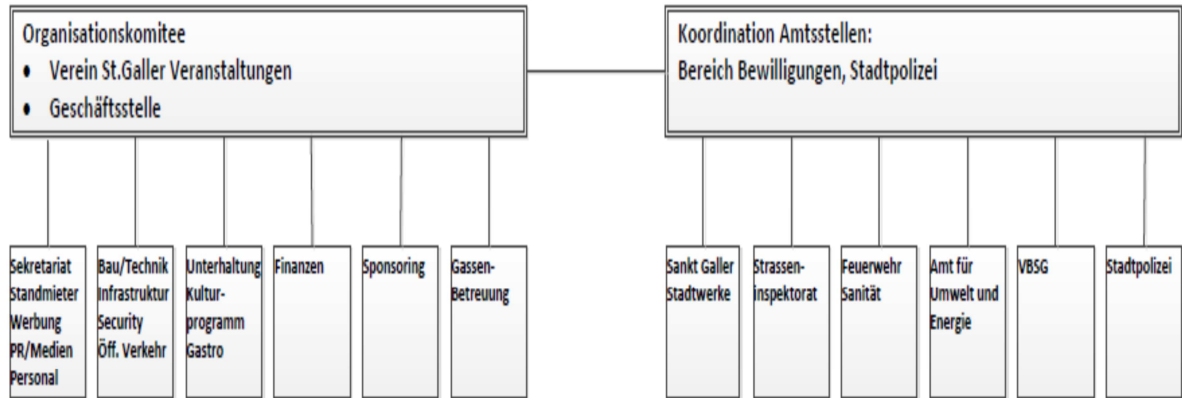 Organisationskomitee
• Verein St.Galler Veranstaltungen
• Geschäftsstelle
Koordination Amtsstellen:
Bereich Bewilligungen, Stadtpolizei
Sekretariat
Standmieter
Werbung
PR/Medien
Personal
Bau/Technik
Infrastruktur
Security
Öff. Verkehr
Unterhaltung
Kultur-
programm
Gastro
Finanzen
Sponsoring
Gassen-
Betreuung
Sankt Galler
Stadtwerke
Strassen-
inspektorat
Feuerwehr
Sanität
Amt für
Umwelt und
Energie
VBSG
Stadtpolizei